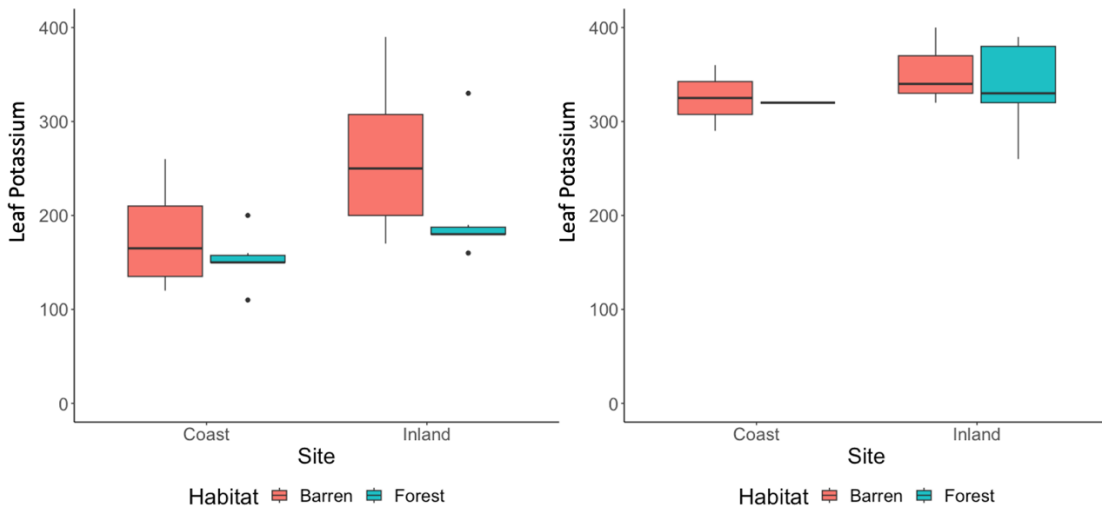 Leaf Potassium
400
300
200
100
0
Coast Inland
Site
Habitat Barren Forest
Leaf Potassium
400
300
200
100
0
Coast Inland
Site
Habitat Barren Forest